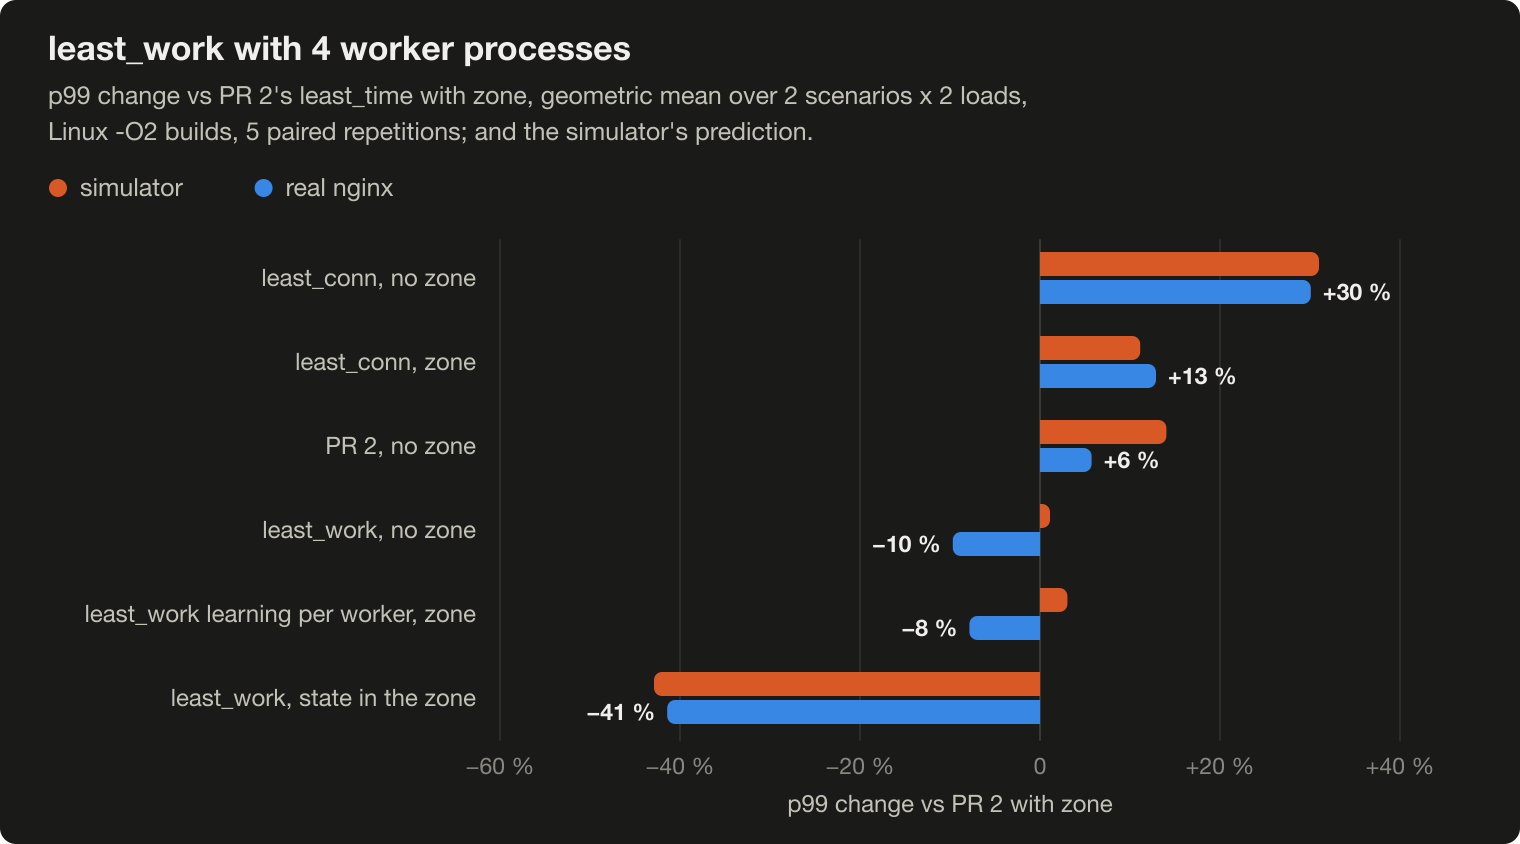 least_work with 4 worker processes
p99 change vs PR 2's least_time with zone, geometric mean over 2 scenarios x 2 loads,
Linux -O2 builds, 5 paired repetitions; and the simulator's prediction.
simulator
real nginx
least_conn, no zone
+30 %
least_conn, zone
+13 %
PR 2, no zone
+6 %
least_work, no zone
−10 %
least_work learning per worker, zone
−8 %
least_work, state in the zone
−41 %
−60 %
−40 %
−20 %
0
+20 %
+40 %
p99 change vs PR 2 with zone